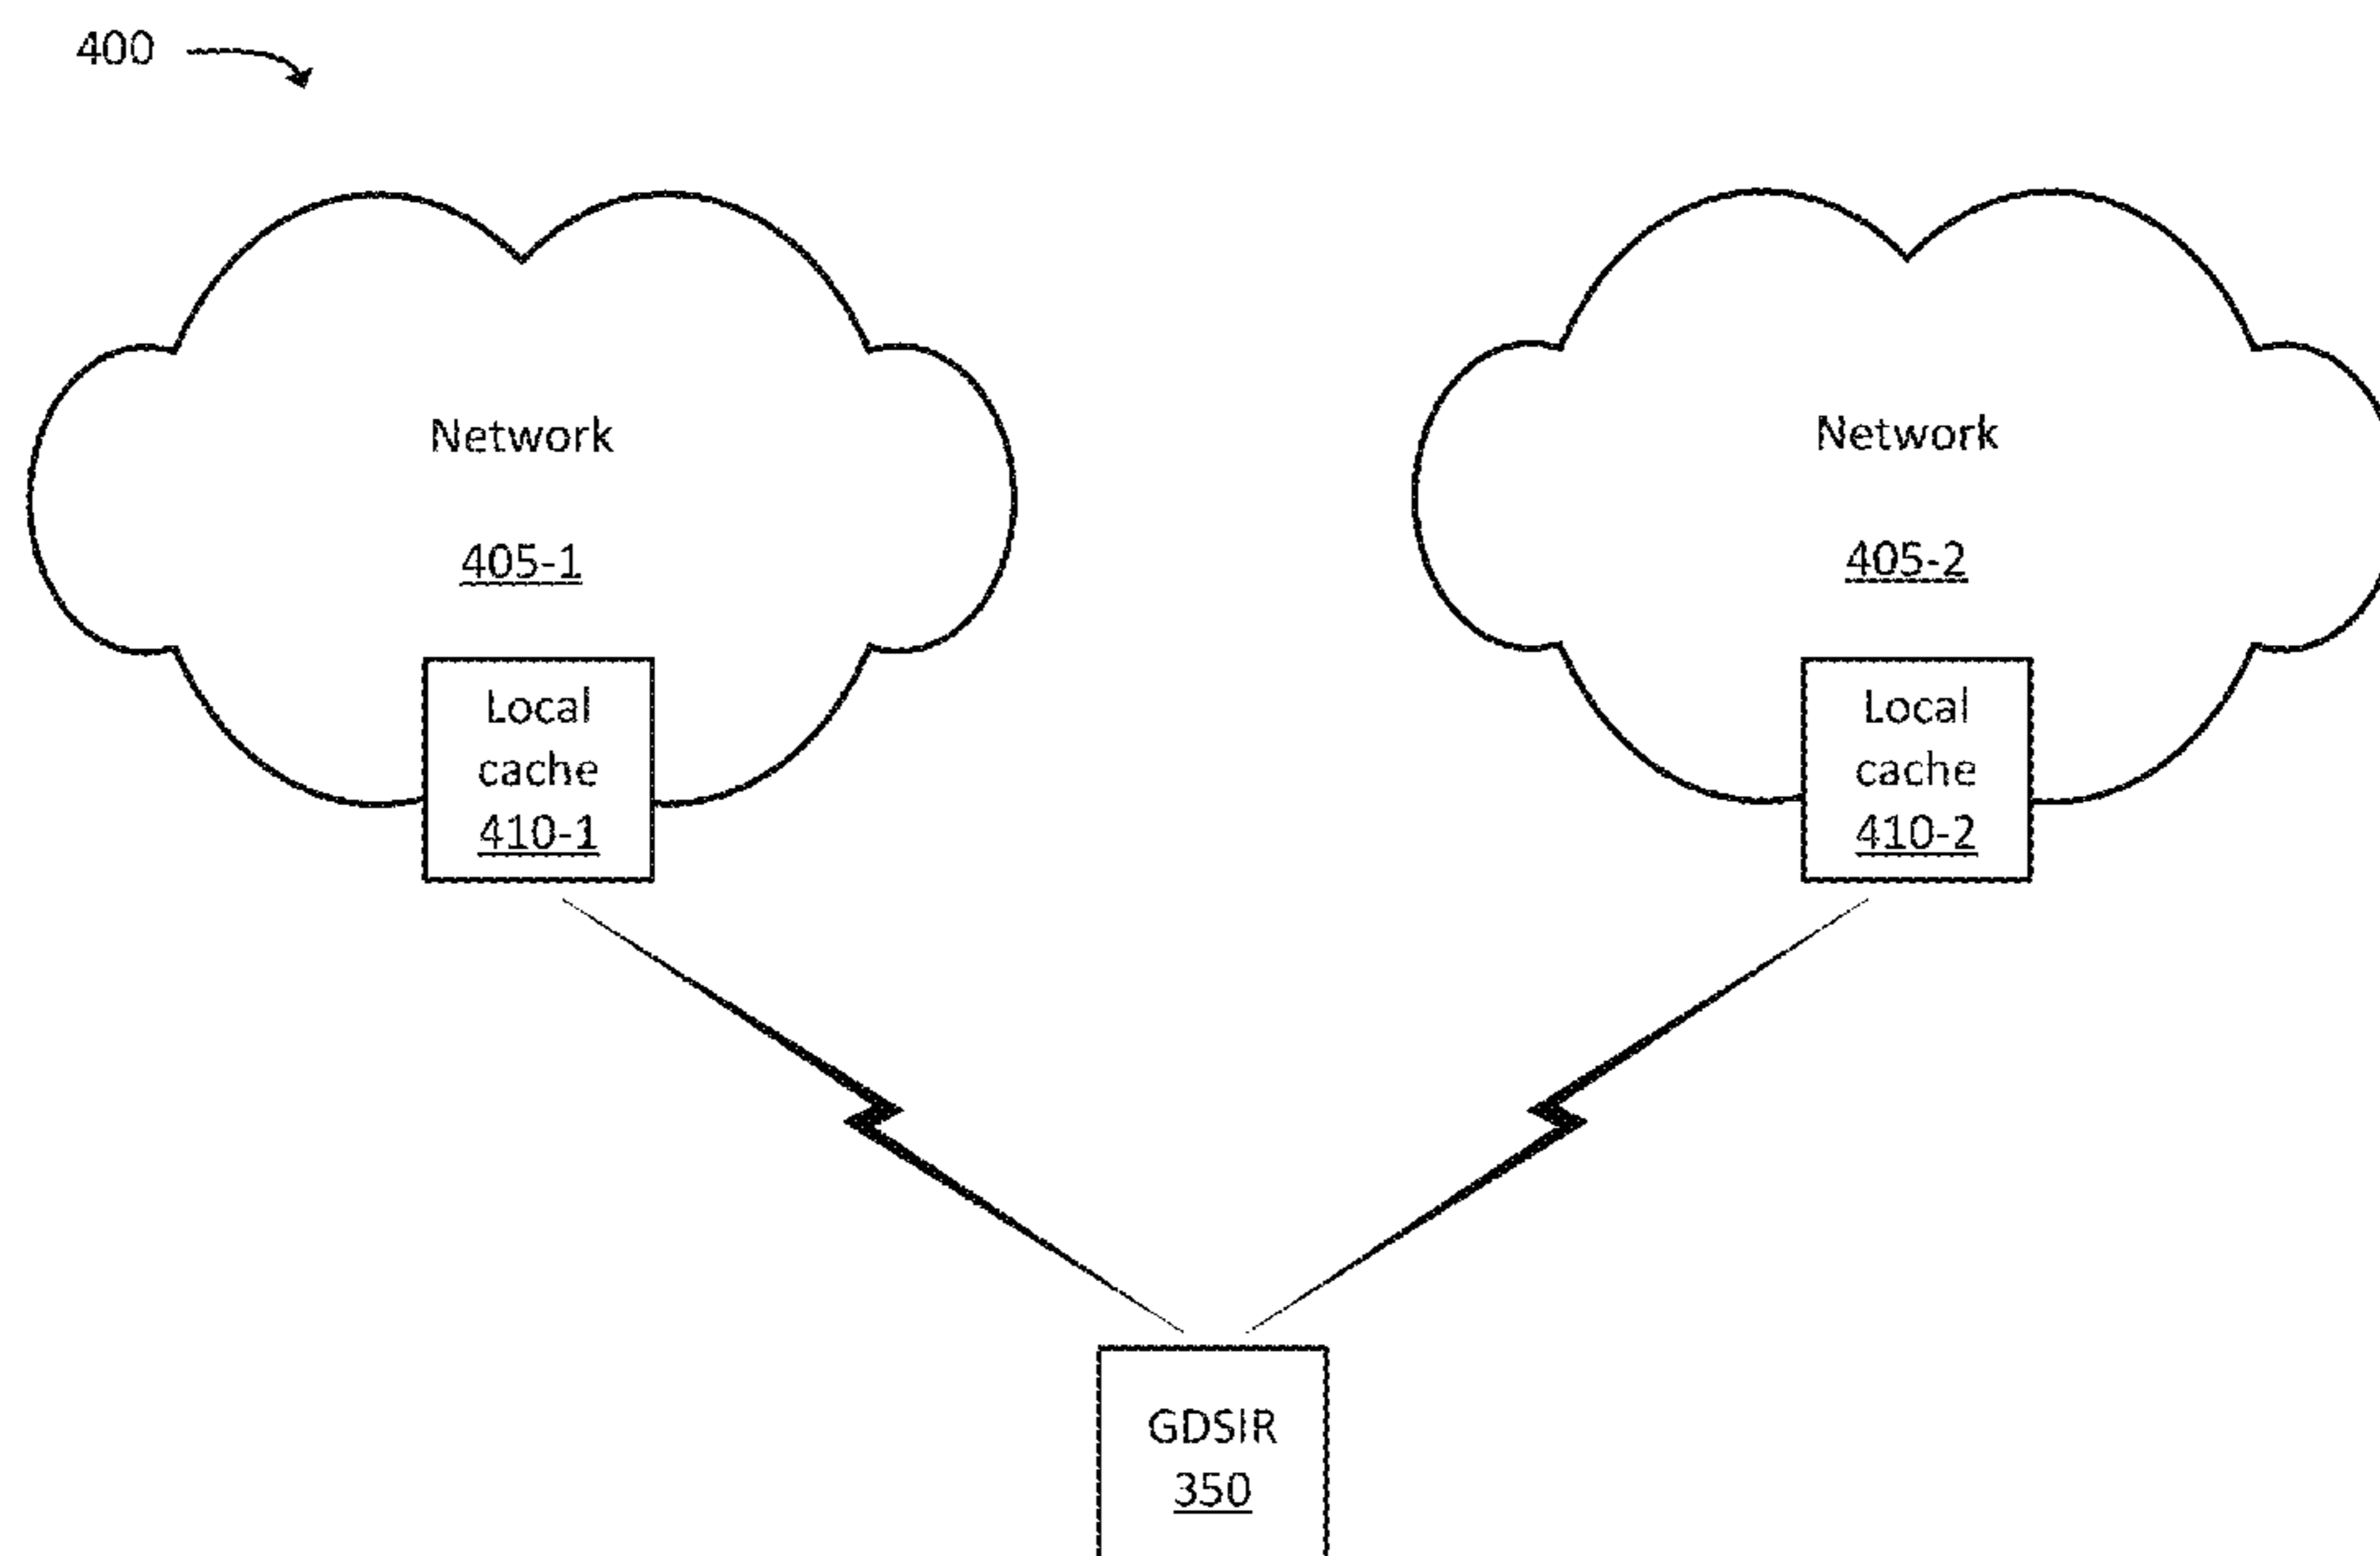 400
Network
405-1
Local
cache
410-1
Network
405-2
Local
cache
410-2
GDSIR
350